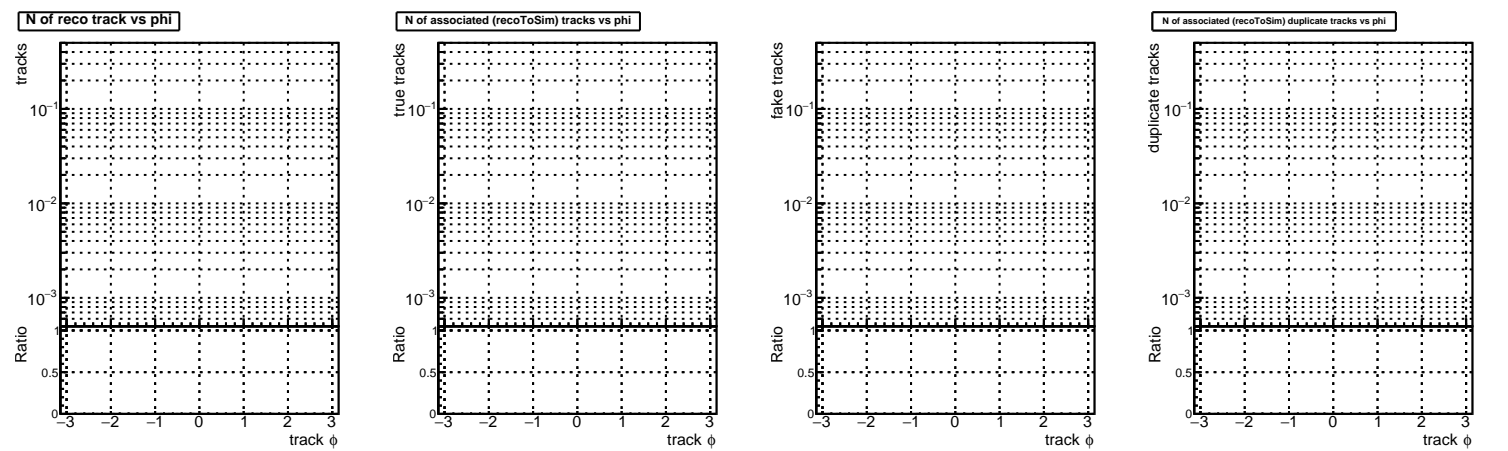 N of reco track vs phi
tracks
10⁻¹
10⁻²
10⁻³
Ratio
1
0.5
0
−3 −2 −1 0 1 2 3
track ϕ
N of associated (recoToSim) tracks vs phi
true tracks
10⁻¹
10⁻²
10⁻³
Ratio
1
0.5
0
−3 −2 −1 0 1 2 3
track ϕ
fake tracks
10⁻¹
10⁻²
10⁻³
Ratio
1
0.5
0
−3 −2 −1 0 1 2 3
track ϕ
N of associated (recoToSim) duplicate tracks vs phi
duplicate tracks
10⁻¹
10⁻²
10⁻³
Ratio
1
0.5
0
−3 −2 −1 0 1 2 3
track ϕ